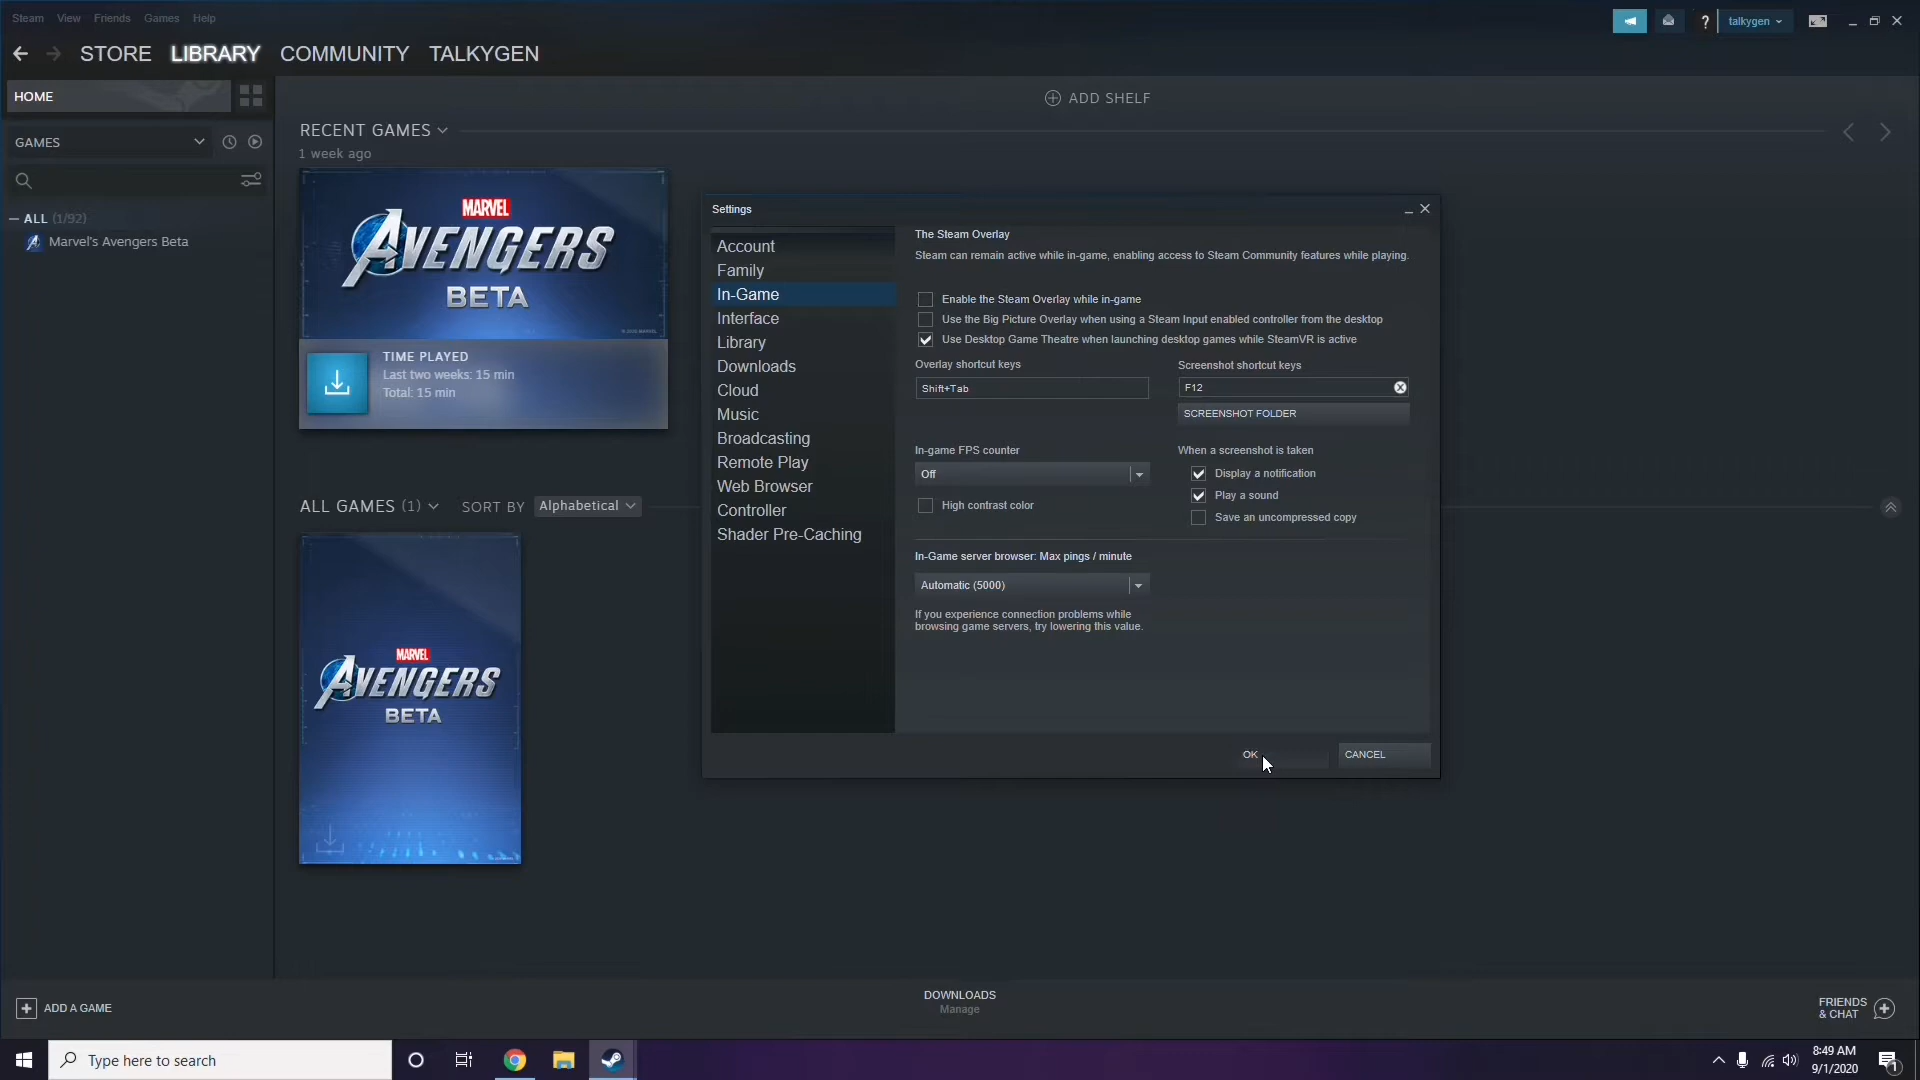 Steam View Friends Games Help
? talkygen
STORE LIBRARY COMMUNITY TALKYGEN
HOME
ADD SHELF
GAMES
RECENT GAMES
1 week ago
ALL (1/92)
Marvel's Avengers Beta
MARVEL
AVENGERS
BETA
TIME PLAYED
Last two weeks: 15 min
Total: 15 min
ALL GAMES (1) SORT BY Alphabetical
MARVEL
AVENGERS
BETA
Settings
Account
Family
In-Game
Interface
Library
Downloads
Cloud
Music
Broadcasting
Remote Play
Web Browser
Controller
Shader Pre-Caching
The Steam Overlay
Steam can remain active while in-game, enabling access to Steam Community features while playing.
Enable the Steam Overlay while in-game
Use the Big Picture Overlay when using a Steam Input enabled controller from the desktop
Use Desktop Game Theatre when launching desktop games while SteamVR is active
Overlay shortcut keys
Shift+Tab
Screenshot shortcut keys
F12
SCREENSHOT FOLDER
In-game FPS counter
Off
High contrast color
When a screenshot is taken
Display a notification
Play a sound
Save an uncompressed copy
In-Game server browser: Max pings / minute
Automatic (5000)
If you experience connection problems while
browsing game servers, try lowering this value.
OK CANCEL
ADD A GAME
DOWNLOADS
Manage
FRIENDS
& CHAT
Type here to search
8:49 AM
9/1/2020
1